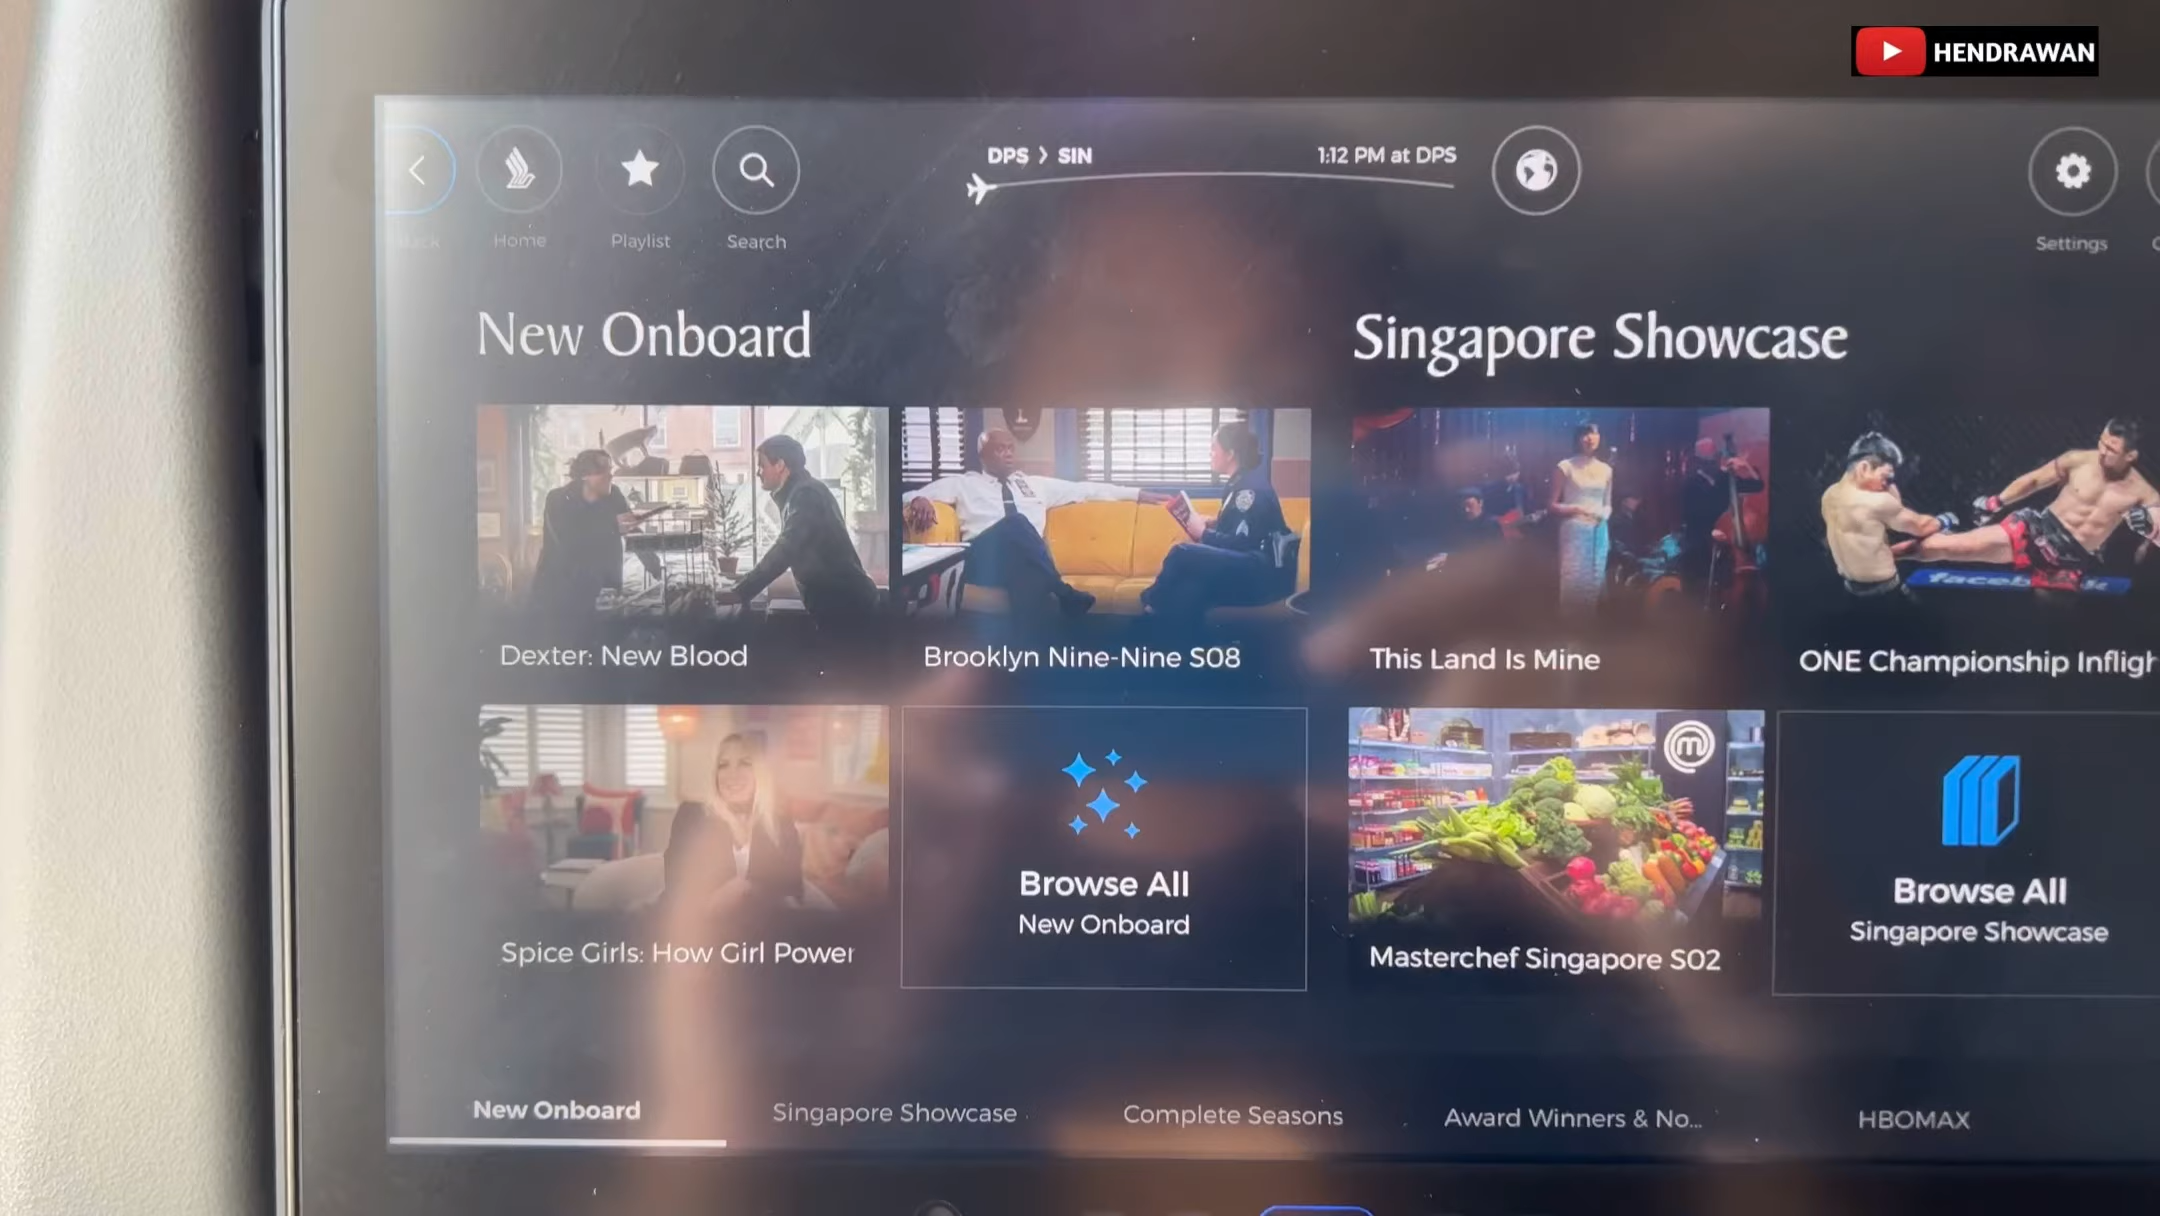 HENDRAWAN
DPS > SIN
1:12 PM at DPS
Back
Home
Playlist
Search
Settings
New Onboard
Singapore Showcase
facebook
Dexter: New Blood
Brooklyn Nine-Nine S08
This Land Is Mine
ONE Championship Infligh
Browse All
New Onboard
Browse All
Singapore Showcase
Spice Girls: How Girl Power
Masterchef Singapore S02
New Onboard
Singapore Showcase
Complete Seasons
Award Winners & No...
HBOMAX